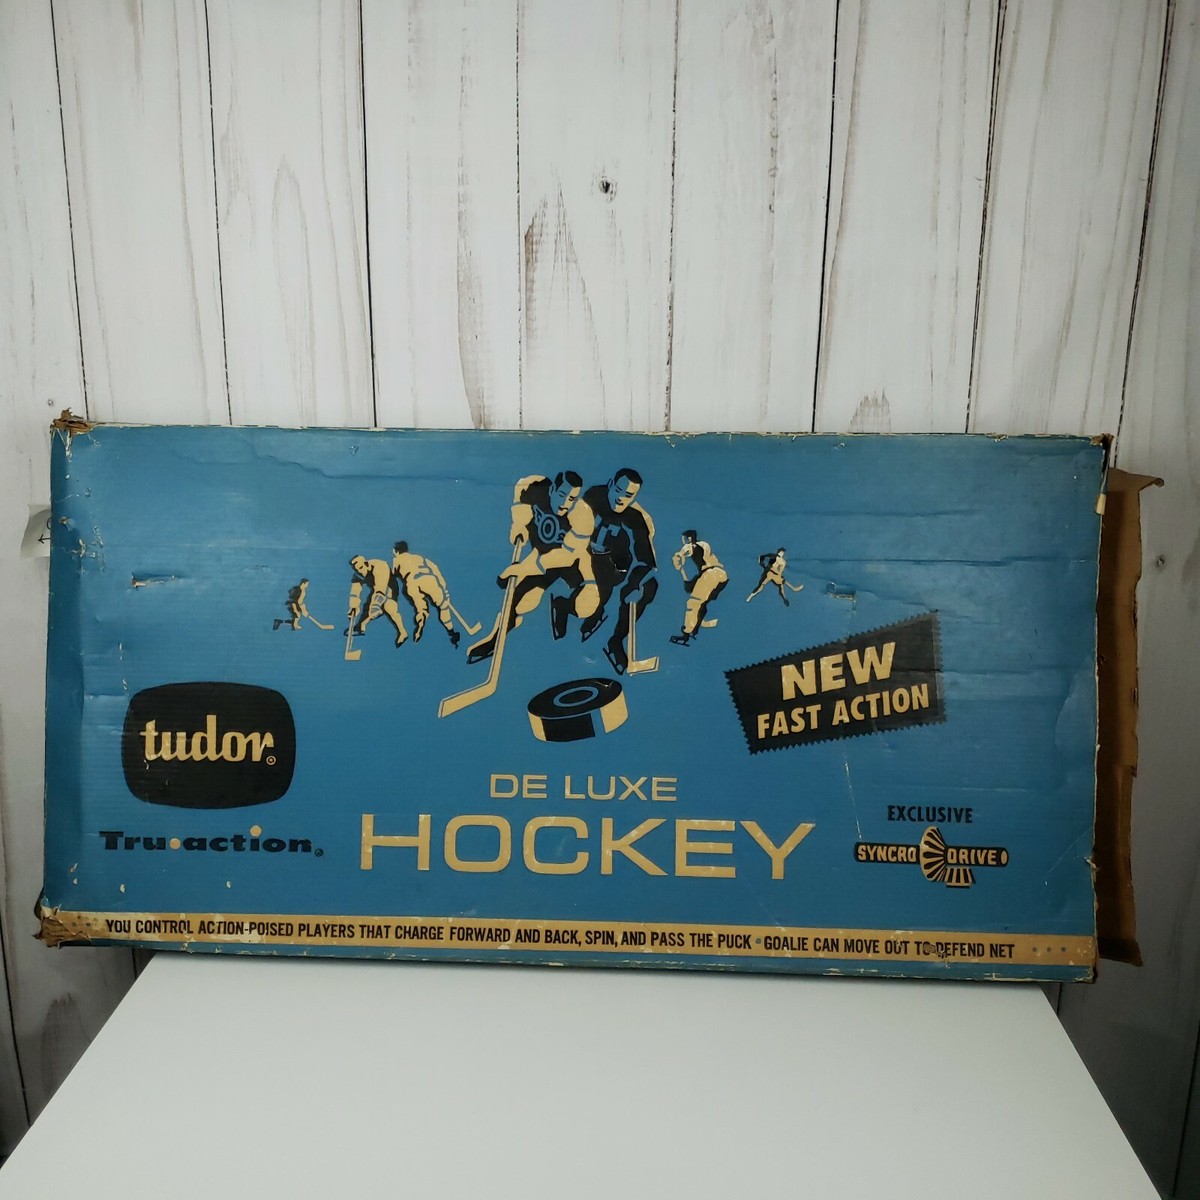 NEW
FAST ACTION
tudor®
DE LUXE
HOCKEY
Tru·action®
EXCLUSIVE
SYNCRO DRIVE
YOU CONTROL ACTION-POISED PLAYERS THAT CHARGE FORWARD AND BACK, SPIN, AND PASS THE PUCK • GOALIE CAN MOVE OUT TO DEFEND NET